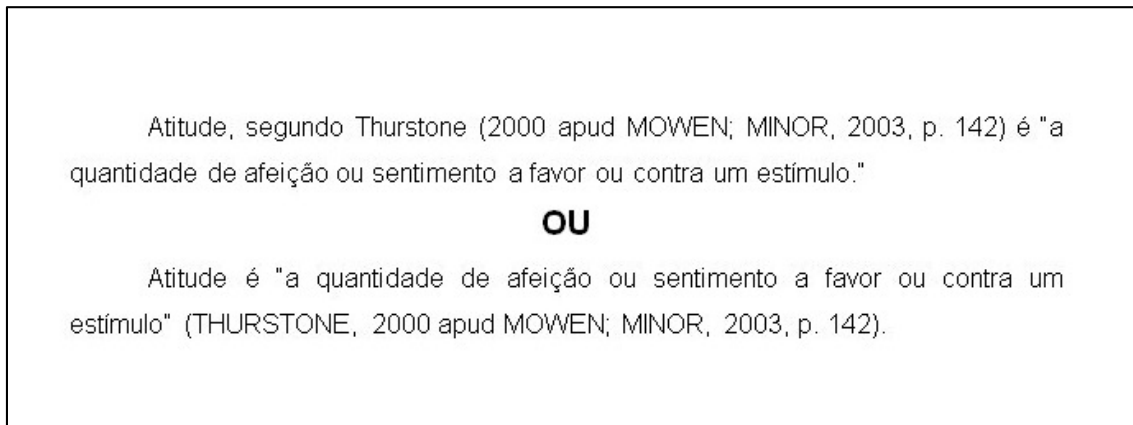 Atitude, segundo Thurstone (2000 apud MOWEN; MINOR, 2003, p. 142) é "a
quantidade de afeição ou sentimento a favor ou contra um estímulo."
OU
Atitude é "a quantidade de afeição ou sentimento a favor ou contra um
estímulo" (THURSTONE, 2000 apud MOWEN; MINOR, 2003, p. 142).